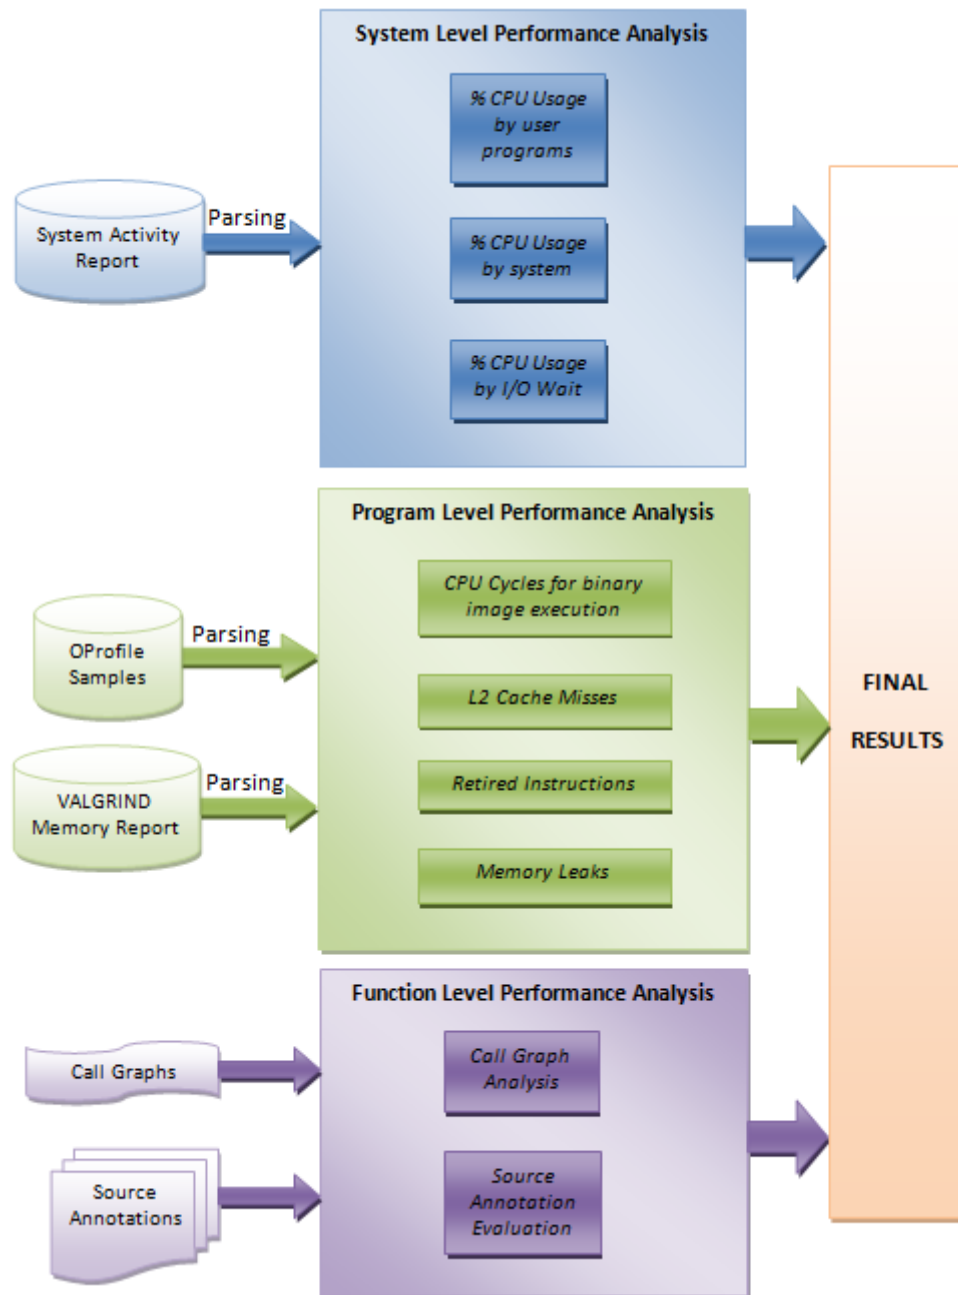 System Level Performance Analysis
% CPU Usage
by user
programs
Parsing
System Activity
Report
% CPU Usage
by system
% CPU Usage
by I/O Wait
Program Level Performance Analysis
CPU Cycles for binary
image execution
Parsing
OProfile
Samples
L2 Cache Misses
Parsing
VALGRIND
Memory Report
Retired Instructions
Memory Leaks
FINAL
RESULTS
Function Level Performance Analysis
Call Graphs
Call Graph
Analysis
Source
Annotations
Source
Annotation
Evaluation